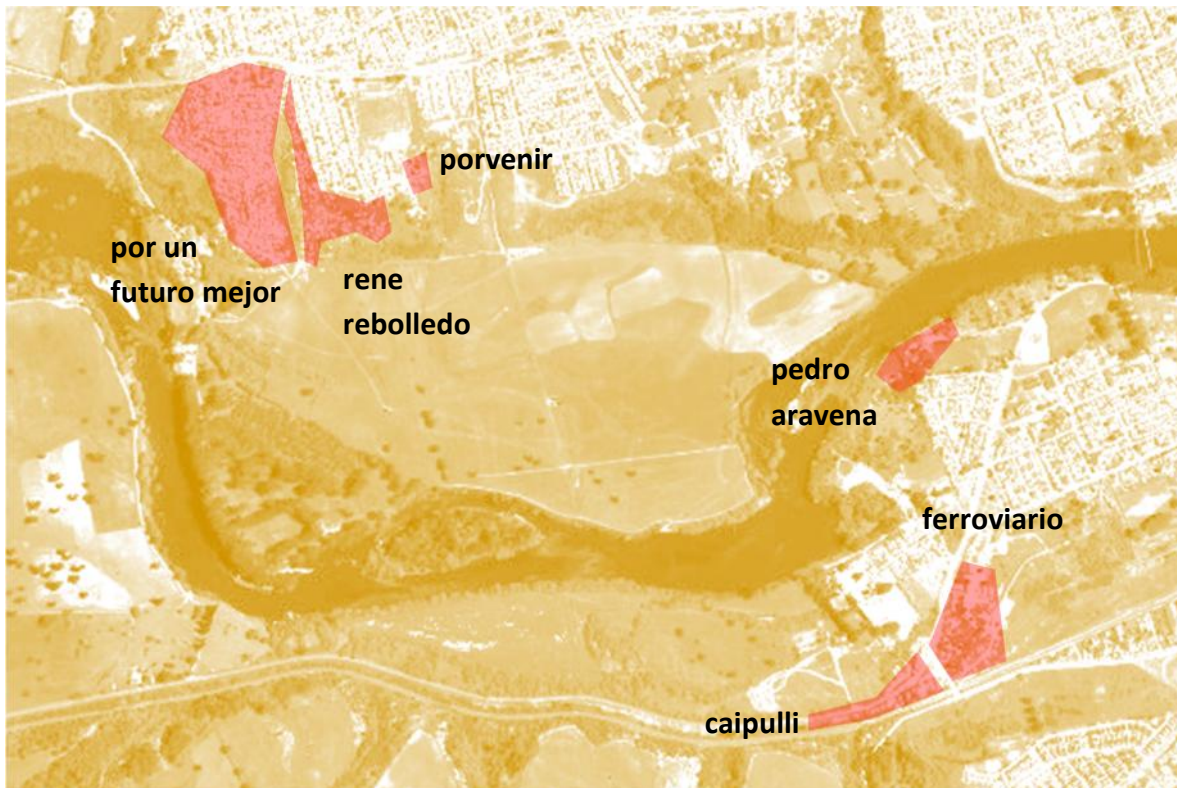 porvenir
por un
futuro mejor
rene
rebolledo
pedro
aravena
ferroviario
caipulli